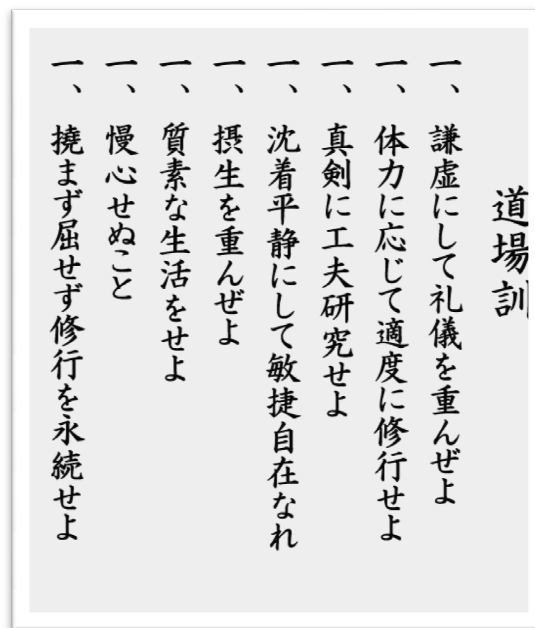 道場訓
一、謙虚にして礼儀を重んぜよ
一、体力に応じて適度に修行せよ
一、真剣に工夫研究せよ
一、沈着平静にして敏捷自在なれ
一、摂生を重んぜよ
一、質素な生活をせよ
一、慢心せぬこと
一、撓まず屈せず修行を永続せよ